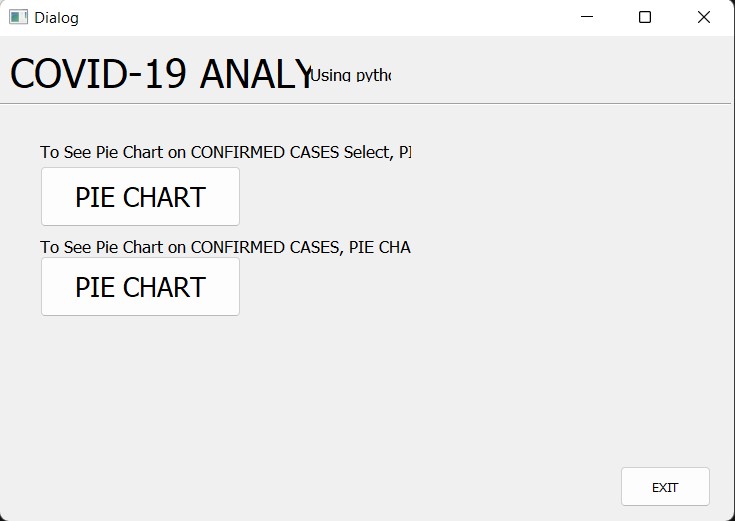 Dialog
COVID-19 ANALY Using pytho
To See Pie Chart on CONFIRMED CASES Select, PI
PIE CHART
To See Pie Chart on CONFIRMED CASES, PIE CHA
PIE CHART
EXIT